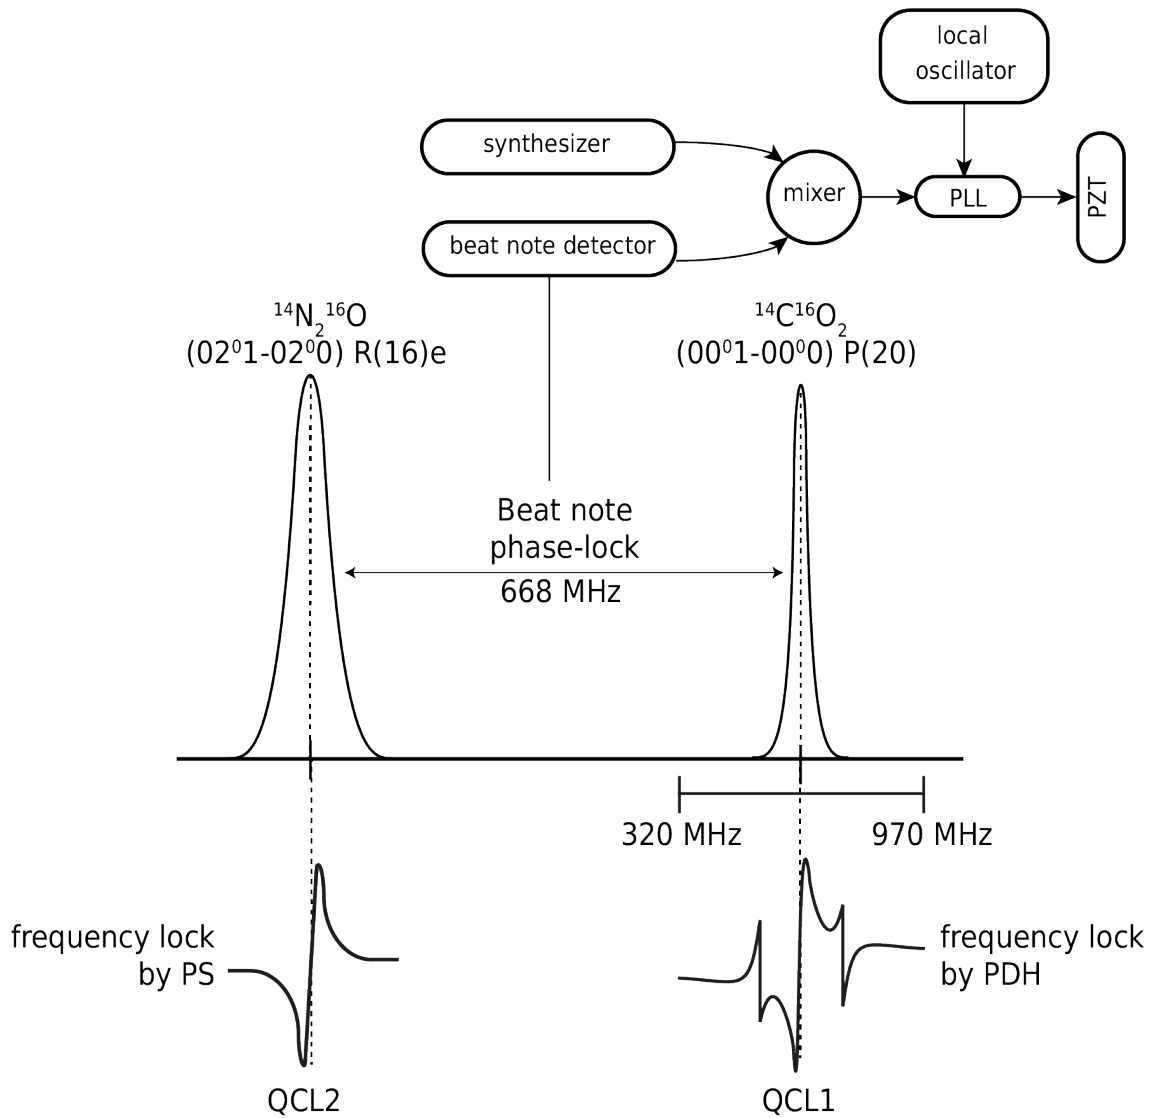 local
oscillator
synthesizer
mixer
PLL
PZT
beat note detector
¹⁴N₂¹⁶O
(02⁰1-02⁰0) R(16)e
¹⁴C¹⁶O₂
(00⁰1-00⁰0) P(20)
Beat note
phase-lock
668 MHz
320 MHz
970 MHz
frequency lock
by PS
frequency lock
by PDH
QCL2
QCL1